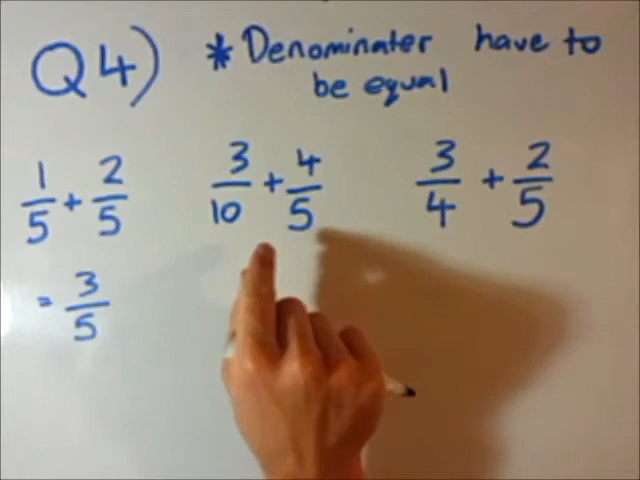 Q4) * Denominater have to
be equal
1/5 + 2/5
= 3/5
3/10 + 4/5
3/4 + 2/5